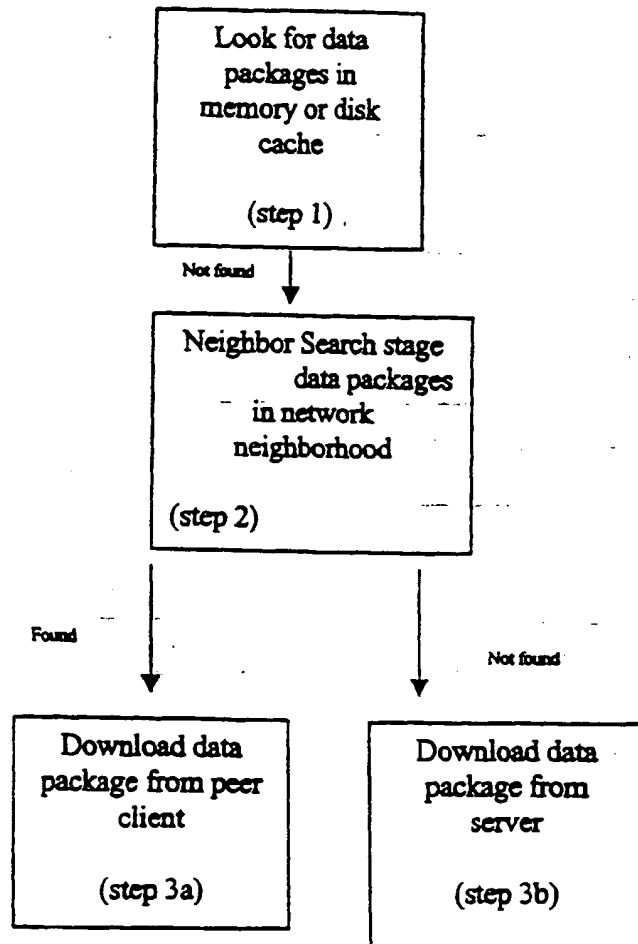 Look for data
packages in
memory or disk
cache
(step 1)
Not found
Neighbor Search stage
data packages
in network
neighborhood
(step 2)
Found
Not found
Download data
package from peer
client
(step 3a)
Download data
package from
server
(step 3b)